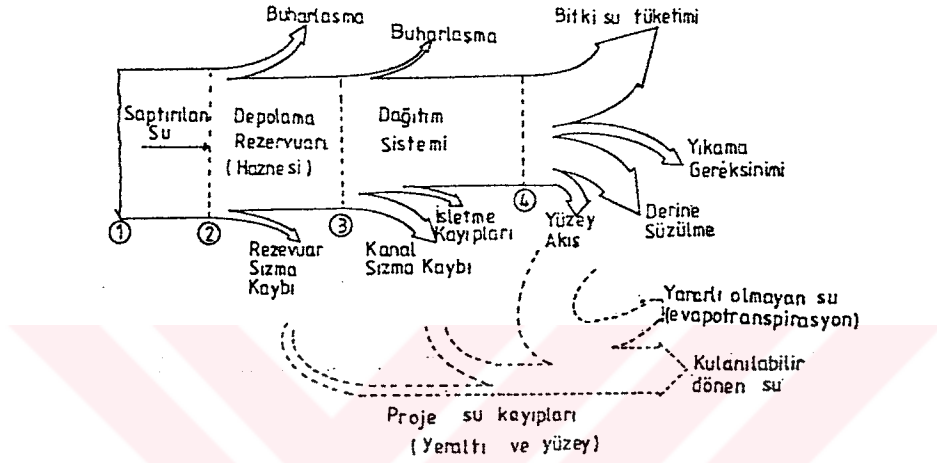 Buharlaşma
Buharlaşma
Bitki su tüketimi
Saptırılan
Su
Depolama
Rezervuarı
(Haznesi)
Dağıtım
Sistemi
Yıkama
Gereksinimi
1
2
3
4
Rezevuar
Sızma
Kaybı
Kanal
Sızma Kaybı
İşletme
Kayıpları
Yüzey
Akış
Derine
Süzülme
Yararlı olmayan su
(evapotranspirasyon)
Kulanılabilir
dönen su
Proje su kayıpları
(Yeraltı ve yüzey)